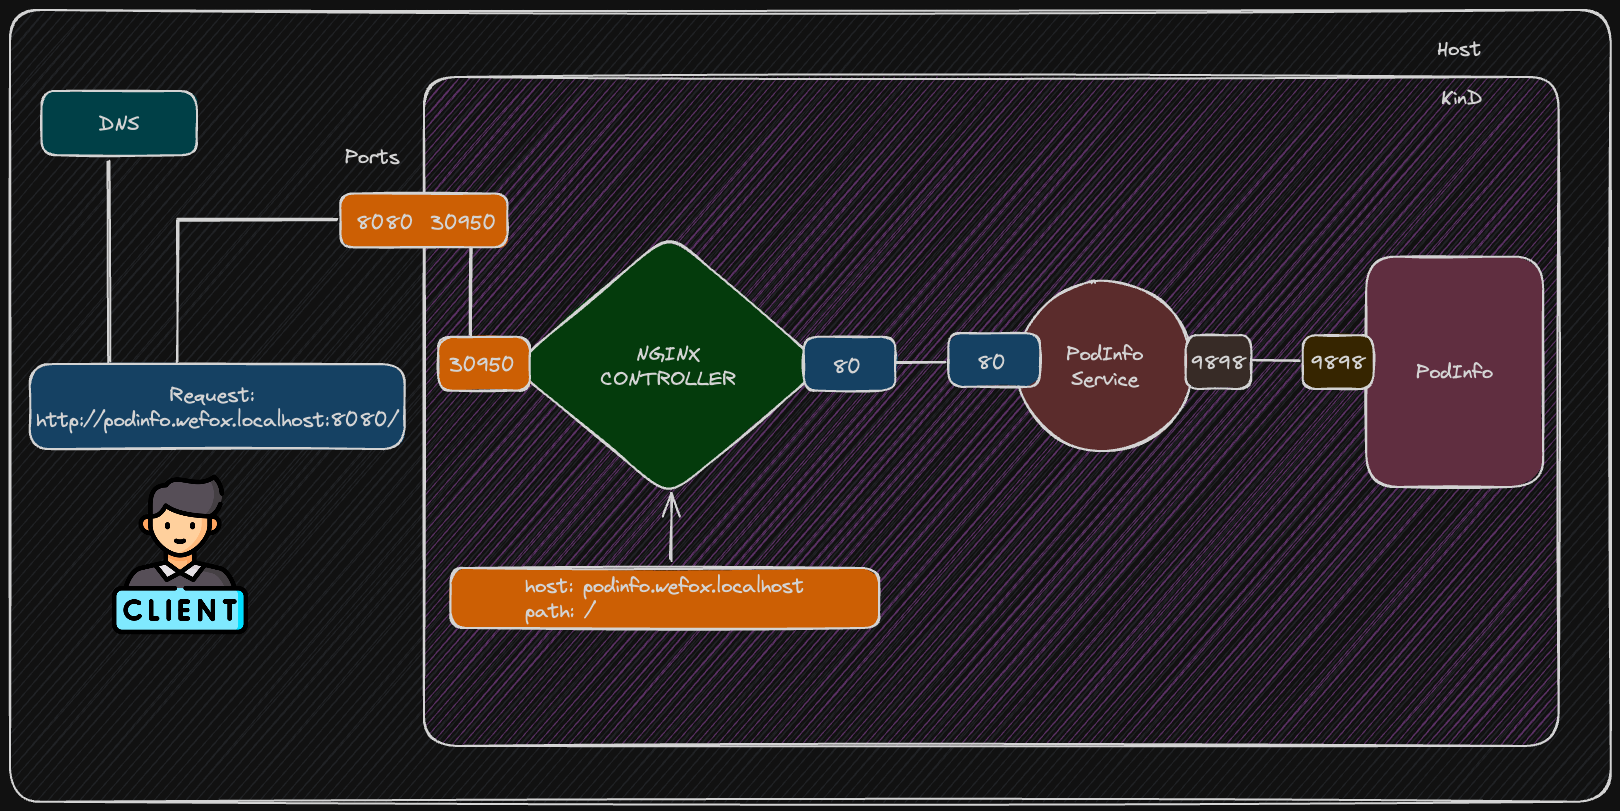 Host
KinD
DNS
Ports
8080 30950
NGINX
CONTROLLER
30950
80
80
PodInfo
Service
9898
9898
PodInfo
Request:
http://podinfo.wefox.localhost:8080/
host: podinfo.wefox.localhost
path: /
CLIENT